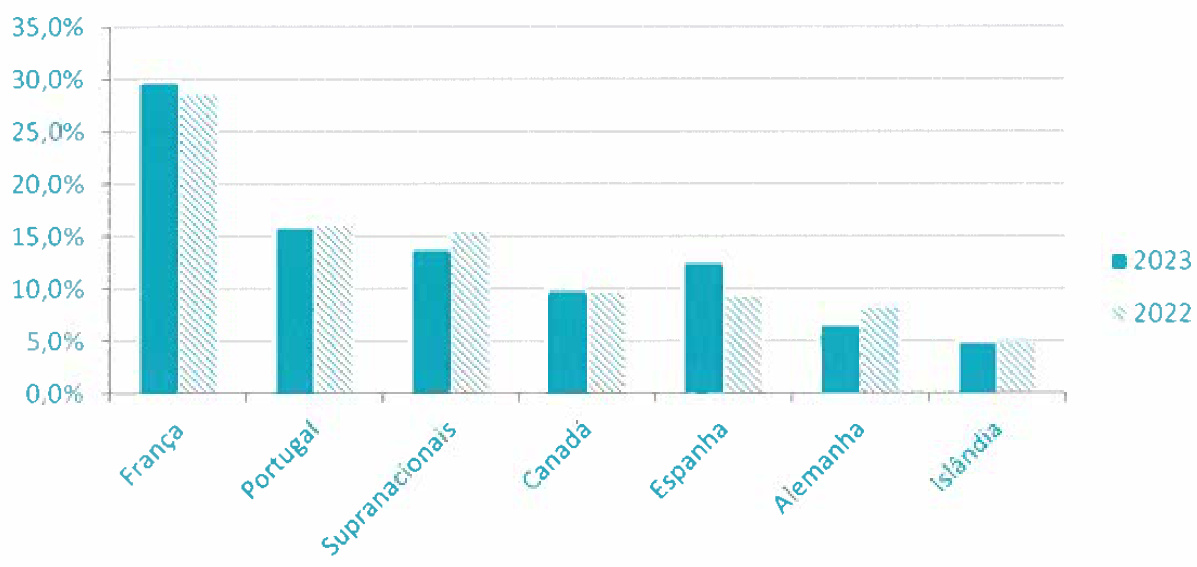 35,0%
30,0%
25,0%
20,0%
15,0%
10,0%
5,0%
0,0%
França
Portugal
Supranacionais
Canadá
Espanha
Alemanha
Islândia
2023
2022